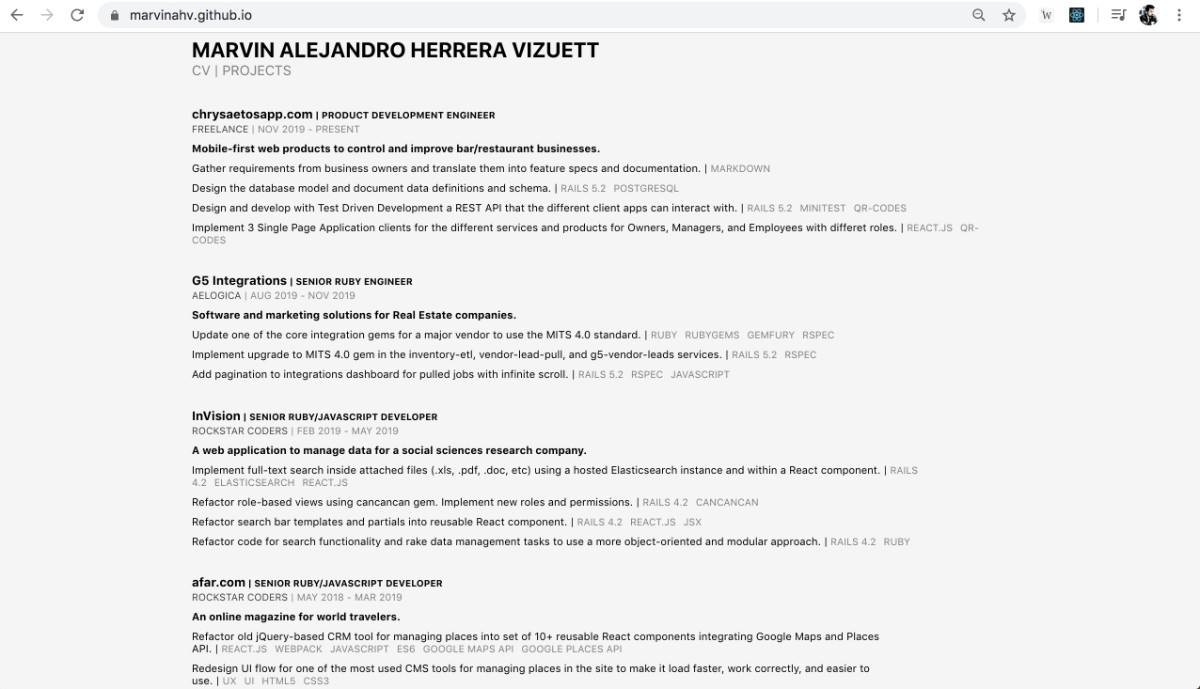 marvinahv.github.io
MARVIN ALEJANDRO HERRERA VIZUETT
CV | PROJECTS
chrysaetosapp.com | PRODUCT DEVELOPMENT ENGINEER
FREELANCE | NOV 2019 - PRESENT
Mobile-first web products to control and improve bar/restaurant businesses.
Gather requirements from business owners and translate them into feature specs and documentation. | MARKDOWN
Design the database model and document data definitions and schema. | RAILS 5.2 POSTGRESQL
Design and develop with Test Driven Development a REST API that the different client apps can interact with. | RAILS 5.2 MINITEST QR-CODES
Implement 3 Single Page Application clients for the different services and products for Owners, Managers, and Employees with differet roles. | REACT.JS QR-
CODES
G5 Integrations | SENIOR RUBY ENGINEER
AELOGICA | AUG 2019 - NOV 2019
Software and marketing solutions for Real Estate companies.
Update one of the core integration gems for a major vendor to use the MITS 4.0 standard. | RUBY RUBYGEMS GEMFURY RSPEC
Implement upgrade to MITS 4.0 gem in the inventory-etl, vendor-lead-pull, and g5-vendor-leads services. | RAILS 5.2 RSPEC
Add pagination to integrations dashboard for pulled jobs with infinite scroll. | RAILS 5.2 RSPEC JAVASCRIPT
InVision | SENIOR RUBY/JAVASCRIPT DEVELOPER
ROCKSTAR CODERS | FEB 2019 - MAY 2019
A web application to manage data for a social sciences research company.
Implement full-text search inside attached files (.xls, .pdf, .doc, etc) using a hosted Elasticsearch instance and within a React component. | RAILS
4.2 ELASTICSEARCH REACT.JS
Refactor role-based views using cancancan gem. Implement new roles and permissions. | RAILS 4.2 CANCANCAN
Refactor search bar templates and partials into reusable React component. | RAILS 4.2 REACT.JS JSX
Refactor code for search functionality and rake data management tasks to use a more object-oriented and modular approach. | RAILS 4.2 RUBY
afar.com | SENIOR RUBY/JAVASCRIPT DEVELOPER
ROCKSTAR CODERS | MAY 2018 - MAR 2019
An online magazine for world travelers.
Refactor old jQuery-based CRM tool for managing places into set of 10+ reusable React components integrating Google Maps and Places
API. | REACT.JS WEBPACK JAVASCRIPT ES6 GOOGLE MAPS API GOOGLE PLACES API
Redesign UI flow for one of the most used CMS tools for managing places in the site to make it load faster, work correctly, and easier to
use. | UX UI HTML5 CSS3